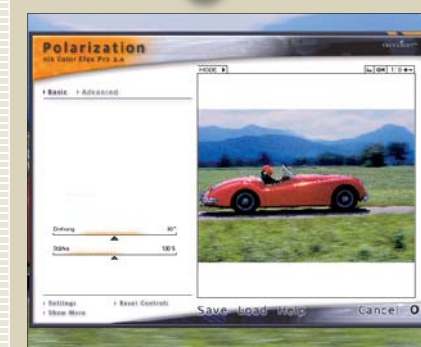 Polarization
nik Color Efex Pro 2.0
MODE
Basic Advanced
Drehung
Stärke 100%
Settings Reset Controls
Show More
Save Load Help Cancel O